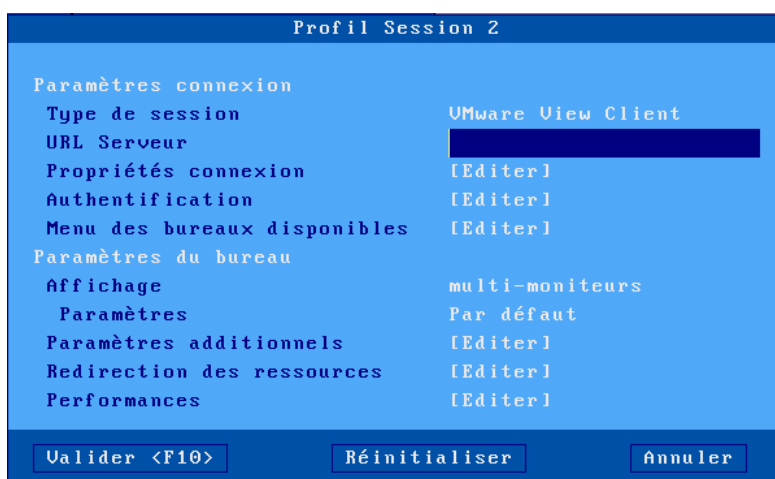 Profil Session 2
Paramètres connexion
Type de session VMware View Client
URL Serveur
Propriétés connexion [Editer]
Authentification [Editer]
Menu des bureaux disponibles [Editer]
Paramètres du bureau
Affichage multi-moniteurs
Paramètres Par défaut
Paramètres additionnels [Editer]
Redirection des ressources [Editer]
Performances [Editer]
Valider <F10> Réinitialiser Annuler